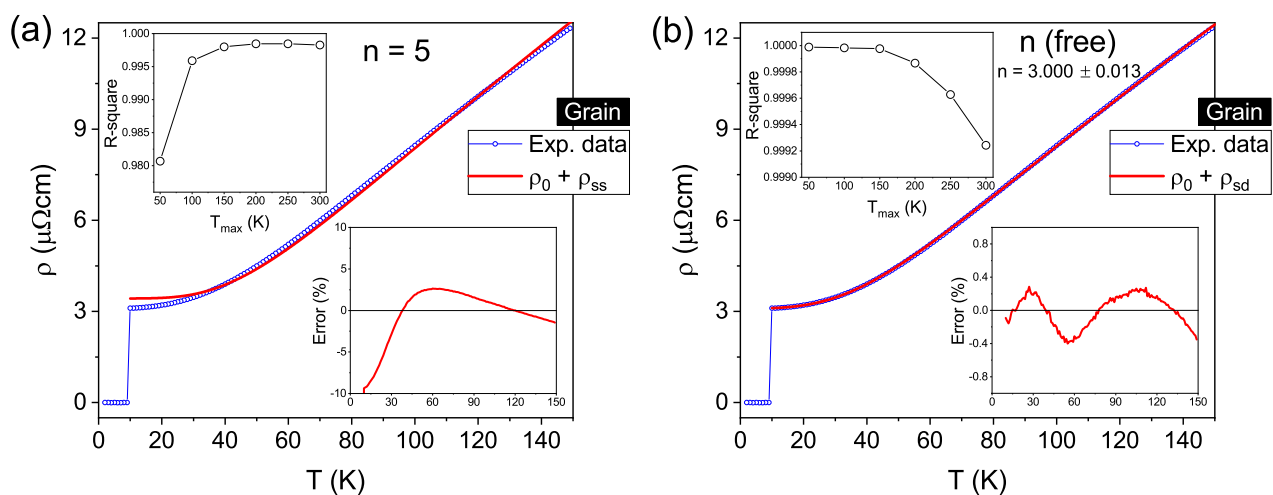 (a)
n = 5
Grain
Exp. data
ρ0 + ρss
ρ (μΩcm)
12
9
6
3
0
0 20 40 60 80 100 120 140
T (K)
R-square
1.000
0.995
0.990
0.985
0.980
50 100 150 200 250 300
Tmax (K)
Error (%)
10
5
0
-5
-10
0 30 60 90 120 150
(b)
n (free)
n = 3.000 ± 0.013
Grain
Exp. data
ρ0 + ρsd
ρ (μΩcm)
12
9
6
3
0
0 20 40 60 80 100 120 140
T (K)
R-square
1.0000
0.9998
0.9996
0.9994
0.9992
0.9990
50 100 150 200 250 300
Tmax (K)
Error (%)
0.8
0.4
0.0
-0.4
-0.8
0 30 60 90 120 150